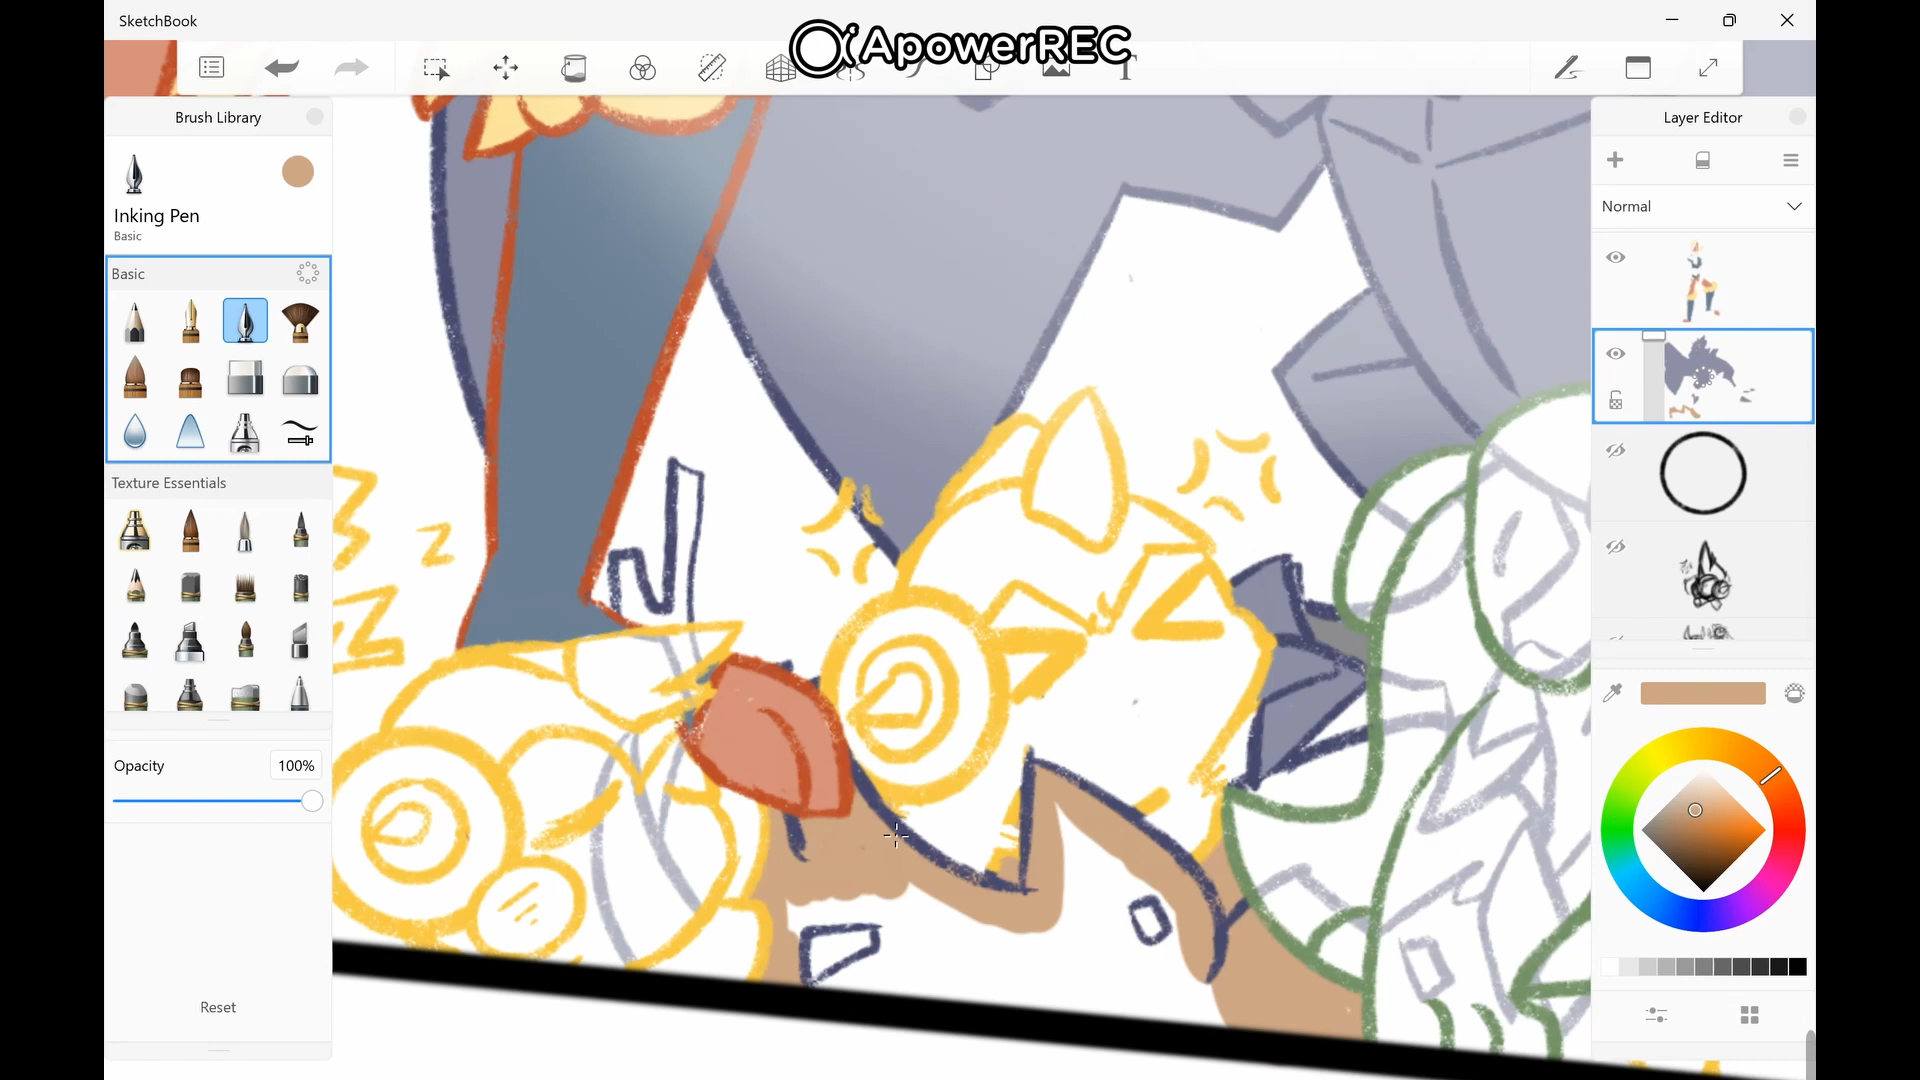 SketchBook
ApowerREC
T
Brush Library
Layer Editor
Inking Pen
Basic
Normal
Basic
Texture Essentials
Opacity
100%
Reset